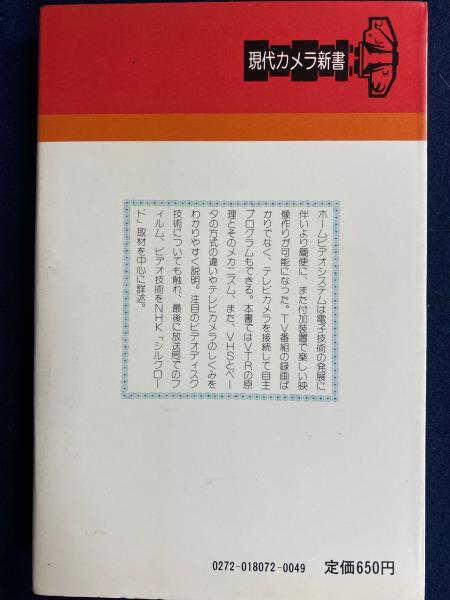 現代カメラ新書
ホームビデオシステムは電子技術の発展に
伴いより簡便に、また付加装置で楽しい映
像作りが可能になった。TV番組の録画ば
かりでなく、テレビカメラを接続して自主
プログラムもできる。本書ではVTRの原
理とそのメカニズム、また、VHSとベー
タの方式の違いやテレビカメラのしくみを
わかりやすく説明。注目のビデオディスク
技術についても触れ、最後に放送局でのフ
ィルム、ビデオ技術をNHK「シルクロー
ド」取材を中心に詳述。
0272-018072-0049 定価650円